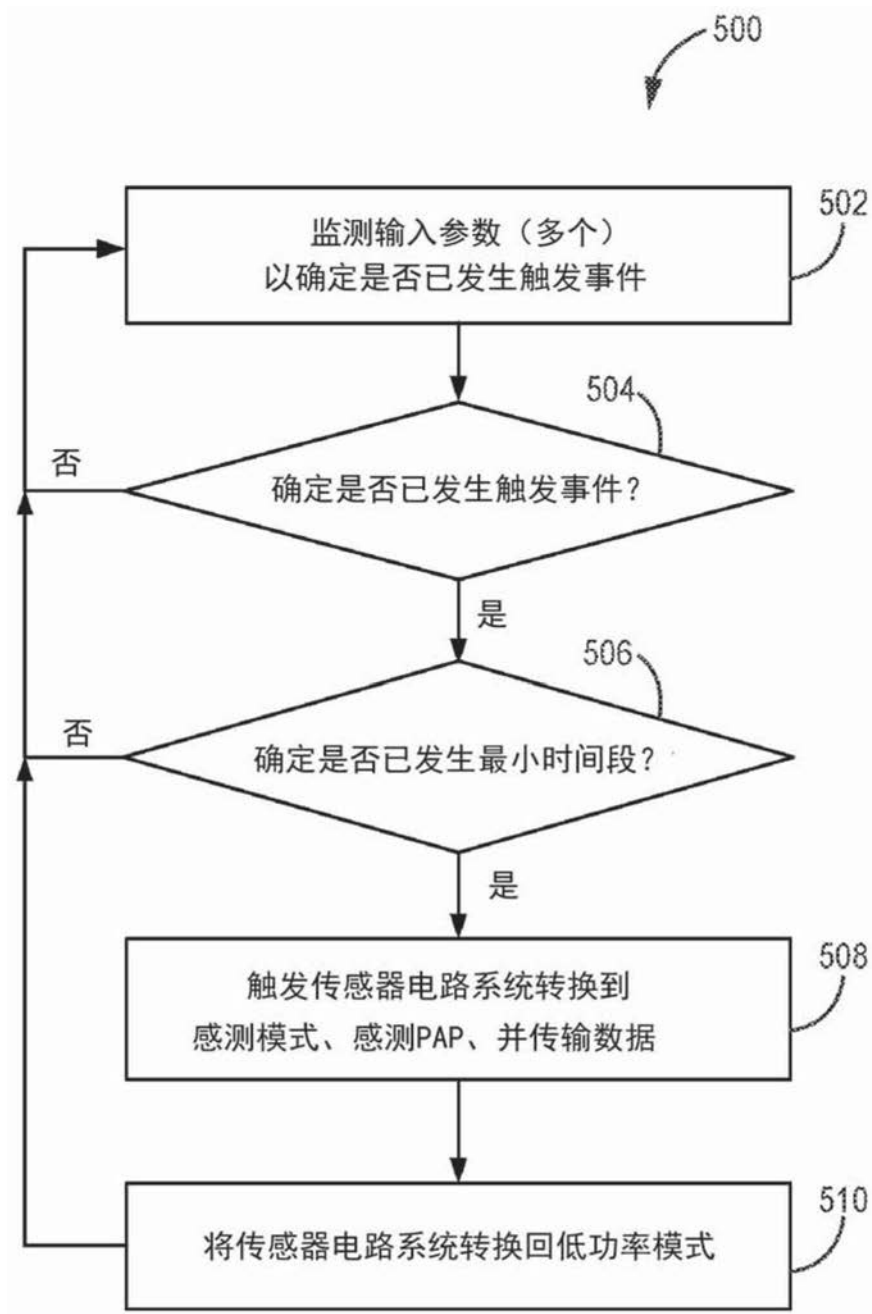 500
502
监测输入参数（多个）
以确定是否已发生触发事件
504
否
确定是否已发生触发事件？
是
506
否
确定是否已发生最小时间段？
是
508
触发传感器电路系统转换到
感测模式、感测PAP、并传输数据
510
将传感器电路系统转换回低功率模式